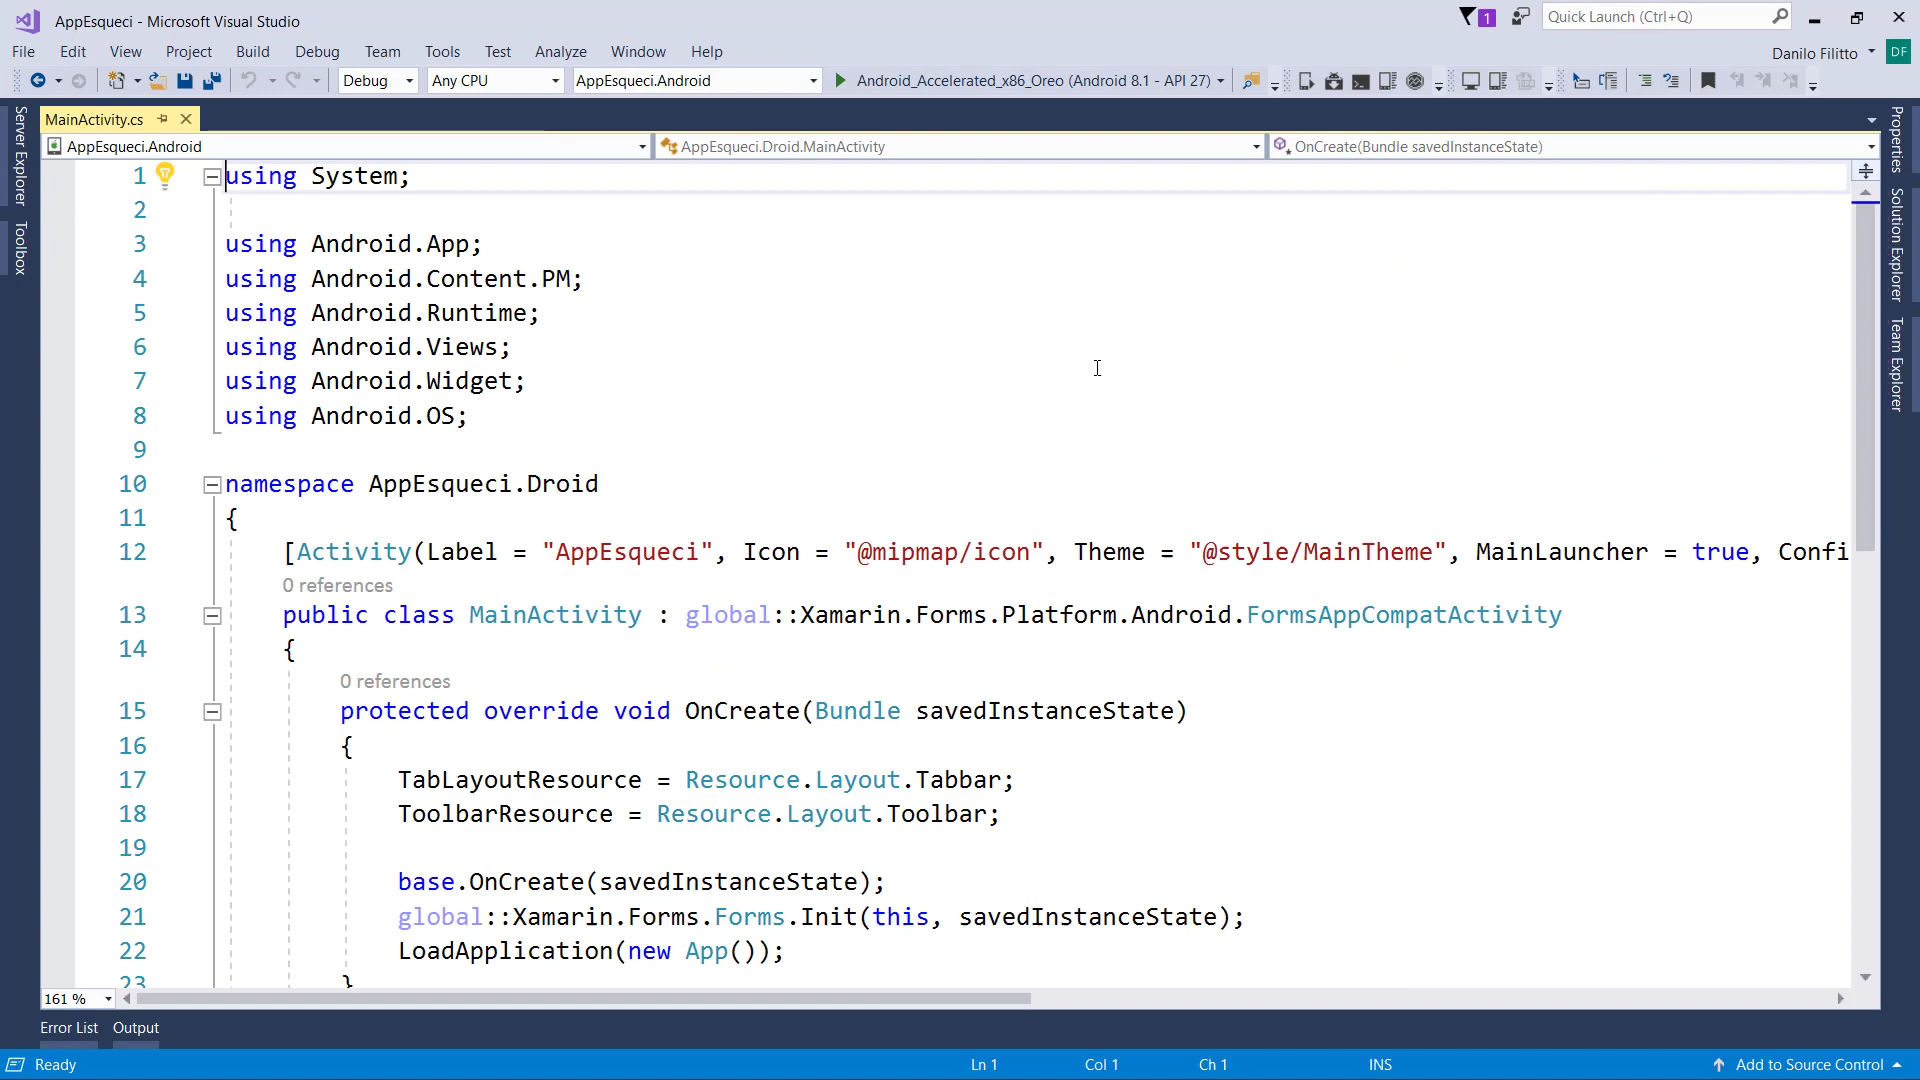 AppEsqueci - Microsoft Visual Studio
1
Quick Launch (Ctrl+Q)
File Edit View Project Build Debug Team Tools Test Analyze Window Help
Danilo Filitto DF
Debug Any CPU AppEsqueci.Android Android_Accelerated_x86_Oreo (Android 8.1 - API 27)
Server Explorer
Toolbox
MainActivity.cs
AppEsqueci.Android AppEsqueci.Droid.MainActivity OnCreate(Bundle savedInstanceState)
1 using System;
2
3 using Android.App;
4 using Android.Content.PM;
5 using Android.Runtime;
6 using Android.Views;
7 using Android.Widget;
8 using Android.OS;
9
10 namespace AppEsqueci.Droid
11 {
12 [Activity(Label = "AppEsqueci", Icon = "@mipmap/icon", Theme = "@style/MainTheme", MainLauncher = true, Confi
0 references
13 public class MainActivity : global::Xamarin.Forms.Platform.Android.FormsAppCompatActivity
14 {
0 references
15 protected override void OnCreate(Bundle savedInstanceState)
16 {
17 TabLayoutResource = Resource.Layout.Tabbar;
18 ToolbarResource = Resource.Layout.Toolbar;
19
20 base.OnCreate(savedInstanceState);
21 global::Xamarin.Forms.Forms.Init(this, savedInstanceState);
22 LoadApplication(new App());
23 }
161 %
Properties
Solution Explorer
Team Explorer
Error List Output
Ready Ln 1 Col 1 Ch 1 INS Add to Source Control